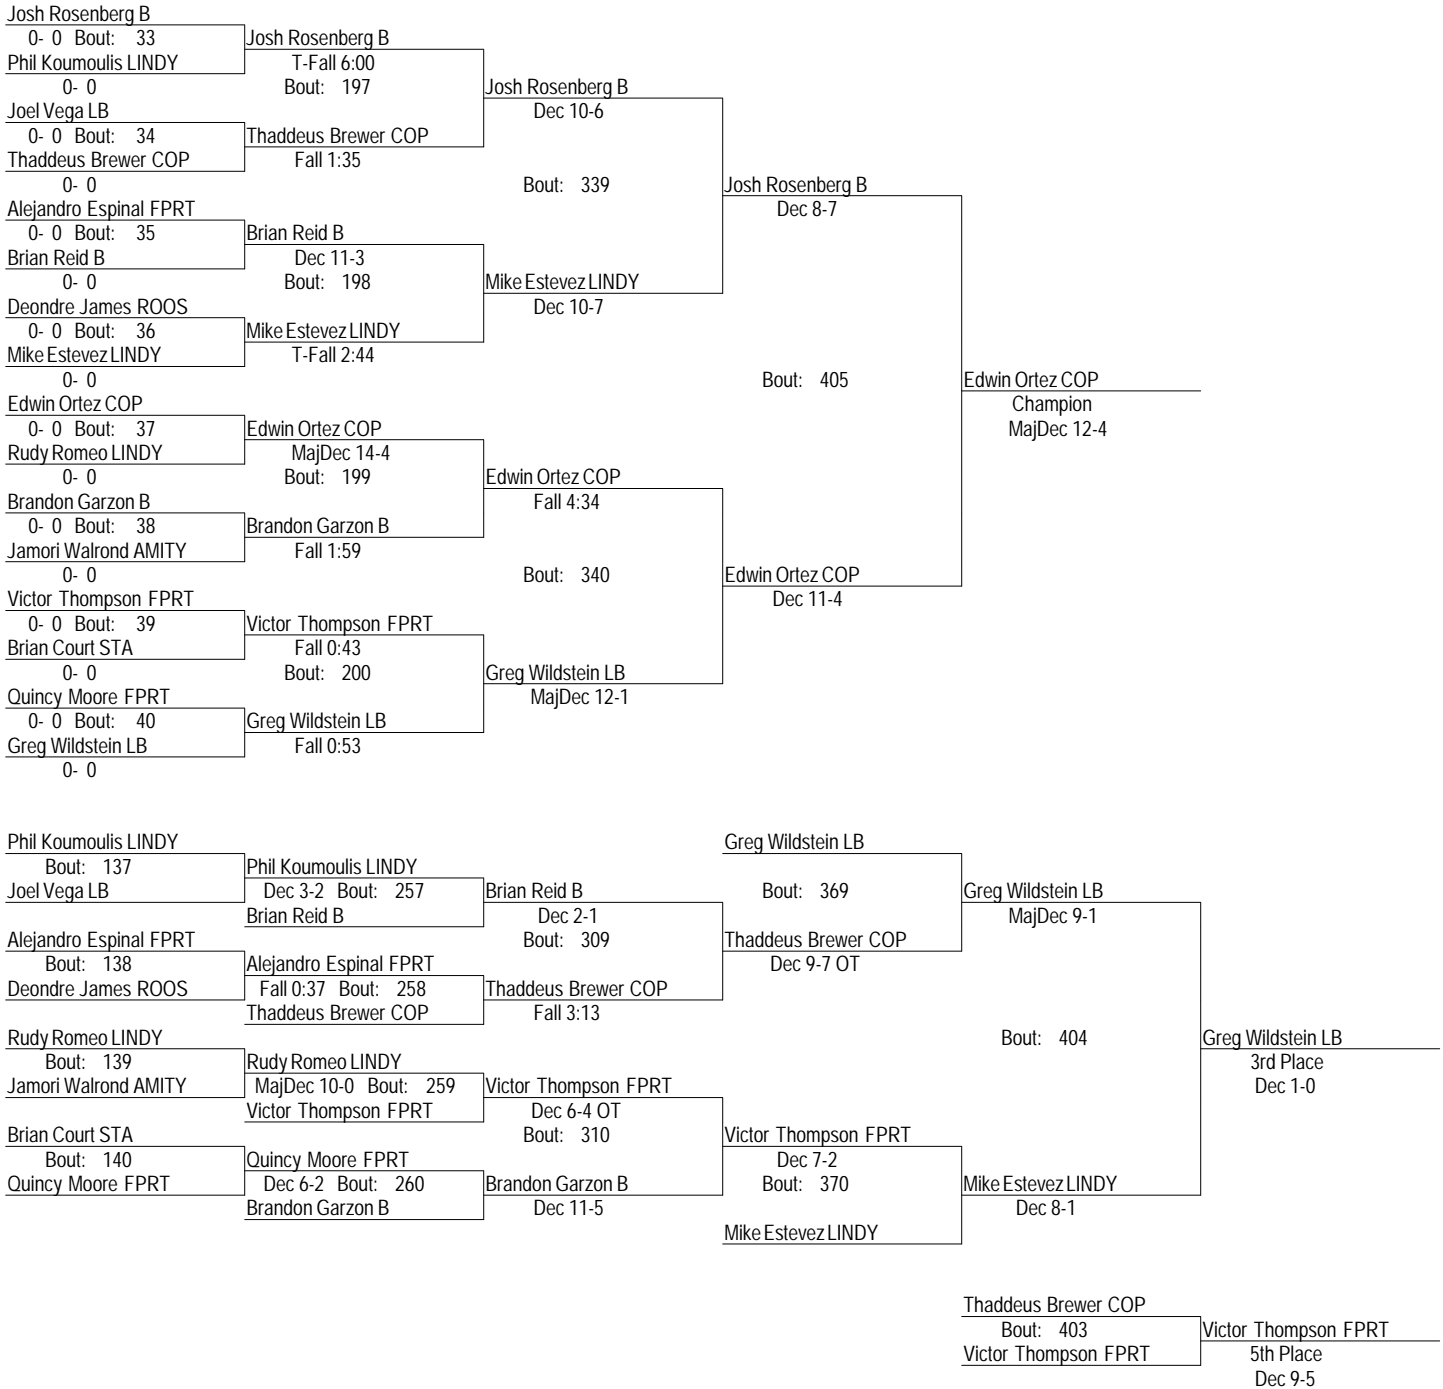 Josh Rosenberg B
0- 0 Bout: 33 Josh Rosenberg B
Phil Koumoulis LINDY T-Fall 6:00
0- 0 Bout: 197 Josh Rosenberg B
Joel Vega LB Dec 10-6
0- 0 Bout: 34 Thaddeus Brewer COP
Thaddeus Brewer COP Fall 1:35
0- 0 Bout: 339 Josh Rosenberg B
Alejandro Espinal FPRT Dec 8-7
0- 0 Bout: 35 Brian Reid B
Brian Reid B Dec 11-3
0- 0 Bout: 198 Mike Estevez LINDY
Deondre James ROOS Dec 10-7
0- 0 Bout: 36 Mike Estevez LINDY
Mike Estevez LINDY T-Fall 2:44
0- 0 Bout: 405 Edwin Ortez COP
Edwin Ortez COP Champion
0- 0 Bout: 37 Edwin Ortez COP MajDec 12-4
Rudy Romeo LINDY MajDec 14-4
0- 0 Bout: 199 Edwin Ortez COP
Brandon Garzon B Fall 4:34
0- 0 Bout: 38 Brandon Garzon B
Jamori Walrond AMITY Fall 1:59
0- 0 Bout: 340 Edwin Ortez COP
Victor Thompson FPRT Dec 11-4
0- 0 Bout: 39 Victor Thompson FPRT
Brian Court STA Fall 0:43
0- 0 Bout: 200 Greg Wildstein LB
Quincy Moore FPRT MajDec 12-1
0- 0 Bout: 40 Greg Wildstein LB
Greg Wildstein LB Fall 0:53
0- 0
Phil Koumoulis LINDY Greg Wildstein LB
Bout: 137 Phil Koumoulis LINDY
Joel Vega LB Dec 3-2 Bout: 257 Brian Reid B Bout: 369 Greg Wildstein LB
Brian Reid B Dec 2-1 MajDec 9-1
Alejandro Espinal FPRT Bout: 309 Thaddeus Brewer COP
Bout: 138 Alejandro Espinal FPRT Dec 9-7 OT
Deondre James ROOS Fall 0:37 Bout: 258 Thaddeus Brewer COP
Thaddeus Brewer COP Fall 3:13
Rudy Romeo LINDY Bout: 404 Greg Wildstein LB
Bout: 139 Rudy Romeo LINDY 3rd Place
Jamori Walrond AMITY MajDec 10-0 Bout: 259 Victor Thompson FPRT Dec 1-0
Victor Thompson FPRT Dec 6-4 OT
Brian Court STA Bout: 310 Victor Thompson FPRT
Bout: 140 Quincy Moore FPRT Dec 7-2
Quincy Moore FPRT Dec 6-2 Bout: 260 Brandon Garzon B Bout: 370 Mike Estevez LINDY
Brandon Garzon B Dec 11-5 Dec 8-1
Mike Estevez LINDY
Thaddeus Brewer COP
Bout: 403 Victor Thompson FPRT
Victor Thompson FPRT 5th Place
Dec 9-5